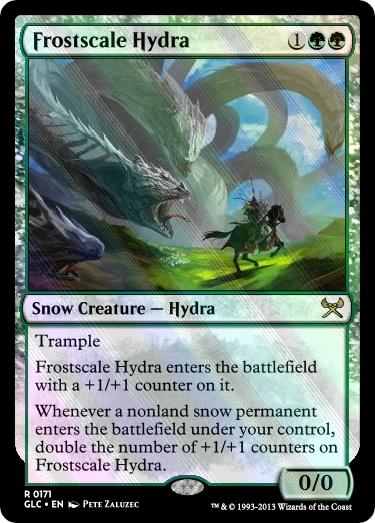 Frostscale Hydra 1
Snow Creature — Hydra
Trample
Frostscale Hydra enters the battlefield
with a +1/+1 counter on it.
Whenever a nonland snow permanent
enters the battlefield under your control,
double the number of +1/+1 counters on
Frostscale Hydra.
0/0
R 0171
GLC • EN Pete Zaluzec
™ & © 1993-2013 Wizards of the Coast